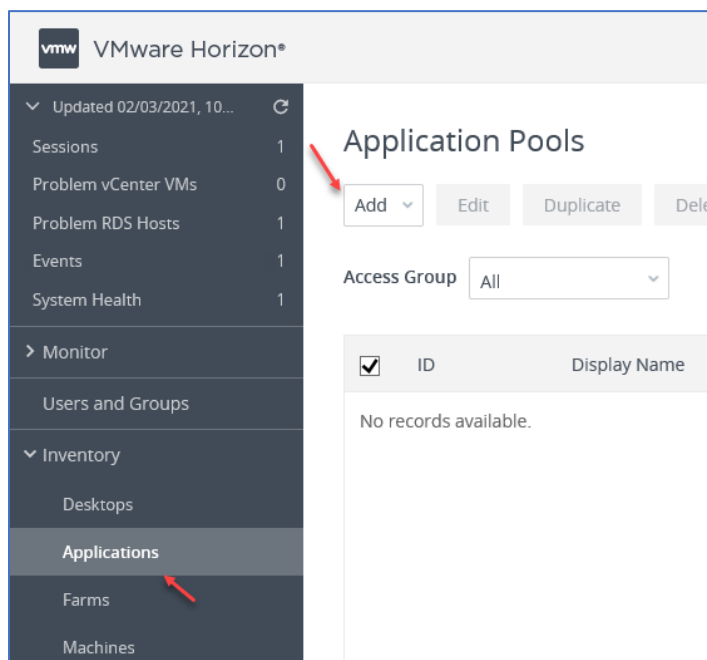 vmw VMware Horizon®
Updated 02/03/2021, 10...
Sessions 1
Problem vCenter VMs 0
Problem RDS Hosts 1
Events 1
System Health 1
Monitor
Users and Groups
Inventory
Desktops
Applications
Farms
Machines
Application Pools
Add Edit Duplicate Dele
Access Group All
ID Display Name
No records available.